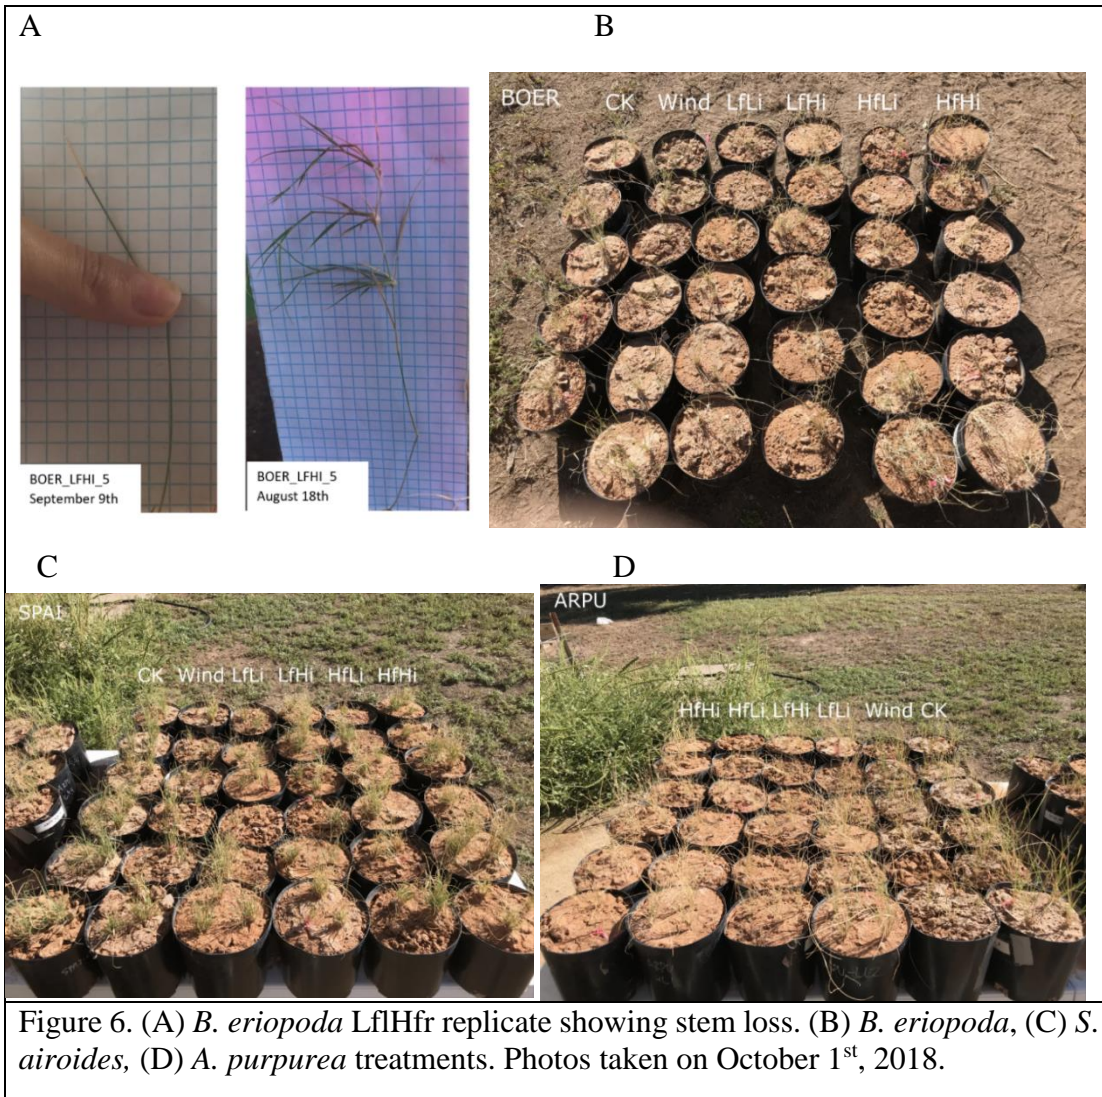 A
B
BOER_LFHI_5
September 9th
BOER_LFHI_5
August 18th
BOER
CK Wind LfLi LfHi HfLi HfHi
C
D
SPAI
CK Wind LfLi LfHi HfLi HfHi
ARPU
HfHi HfLi LfHi LfLi Wind CK
Figure 6. (A) B. eriopoda LflHfr replicate showing stem loss. (B) B. eriopoda, (C) S.
airoides, (D) A. purpurea treatments. Photos taken on October 1st, 2018.